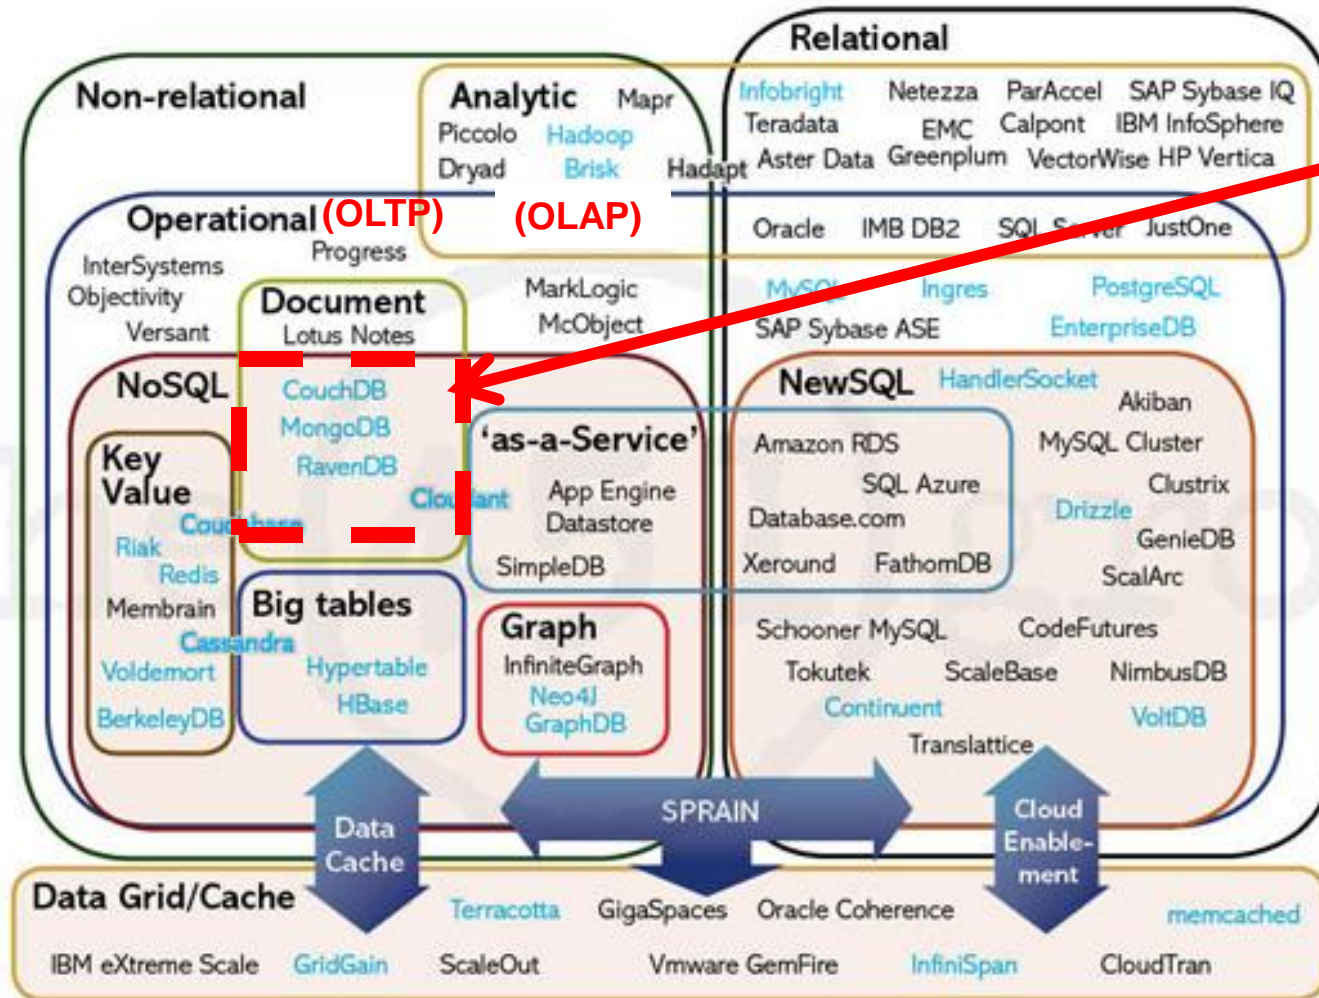 Relational
Non-relational
Analytic Mapr
Piccolo Hadoop
Dryad Brisk Hadapt
Infobright Netezza ParAccel SAP Sybase IQ
Teradata EMC Calpont IBM InfoSphere
Aster Data Greenplum VectorWise HP Vertica
Operational (OLTP) (OLAP)
Oracle IMB DB2 SQL Server JustOne
Progress
InterSystems
Objectivity
Versant
Document
Lotus Notes
MarkLogic
McObject
MySQL Ingres PostgreSQL
SAP Sybase ASE EnterpriseDB
NoSQL
CouchDB
MongoDB
RavenDB
Cloudant
Key
Value
Couchbase
Riak
Redis
Membrain
Cassandra
Voldemort
BerkeleyDB
Big tables
Hypertable
HBase
'as-a-Service'
App Engine
Datastore
SimpleDB
Graph
InfiniteGraph
Neo4J
GraphDB
NewSQL HandlerSocket
Akiban
Amazon RDS MySQL Cluster
SQL Azure Clustrix
Database.com Drizzle
GenieDB
Xeround FathomDB
ScalArc
Schooner MySQL CodeFutures
Tokutek ScaleBase NimbusDB
Continuent VoltDB
Translattice
Data
Cache
SPRAIN
Cloud
Enable-
ment
Data Grid/Cache
Terracotta GigaSpaces Oracle Coherence memcached
IBM eXtreme Scale GridGain ScaleOut Vmware GemFire InfiniSpan CloudTran